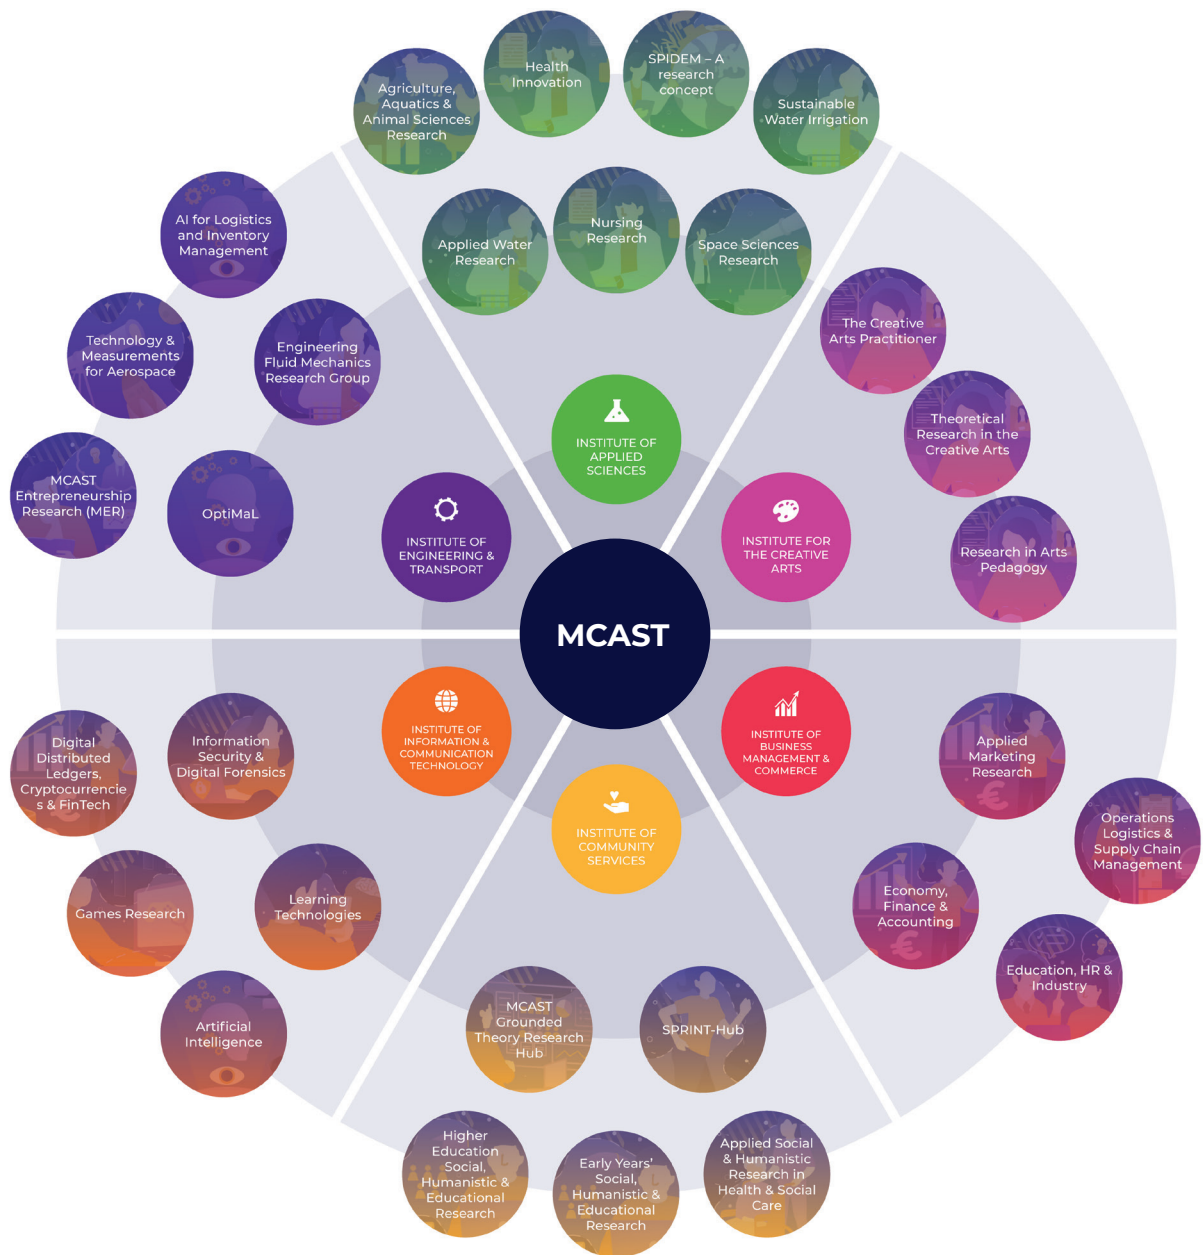 Health
Innovation
SPIDEM – A
research
concept
Agriculture,
Aquatics &
Animal Sciences
Research
Sustainable
Water Irrigation
AI for Logistics
and Inventory
Management
Applied Water
Research
Nursing
Research
Space Sciences
Research
Technology &
Measurements
for Aerospace
Engineering
Fluid Mechanics
Research Group
The Creative
Arts Practitioner
Theoretical
Research in the
Creative Arts
MCAST
Entrepreneurship
Research (MER)
OptiMaL
Research in Arts
Pedagogy
INSTITUTE OF
APPLIED
SCIENCES
INSTITUTE OF
ENGINEERING &
TRANSPORT
INSTITUTE FOR
THE CREATIVE
ARTS
MCAST
INSTITUTE OF
INFORMATION &
COMMUNICATION
TECHNOLOGY
INSTITUTE OF
BUSINESS
MANAGEMENT &
COMMERCE
INSTITUTE OF
COMMUNITY
SERVICES
Digital
Distributed
Ledgers,
Cryptocurrencie
s & FinTech
Information
Security &
Digital Forensics
Applied
Marketing
Research
Operations
Logistics &
Supply Chain
Management
Games Research
Learning
Technologies
Economy,
Finance &
Accounting
Education, HR &
Industry
Artificial
Intelligence
MCAST
Grounded
Theory Research
Hub
SPRINT-Hub
Higher
Education
Social,
Humanistic &
Educational
Research
Early Years'
Social,
Humanistic &
Educational
Research
Applied Social
& Humanistic
Research in
Health & Social
Care